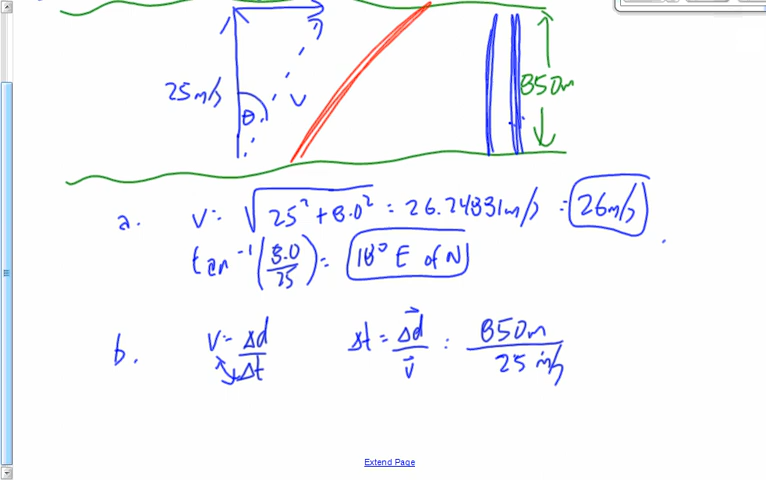 25m/s
θ
V
850m
a. V = √25² + 8.0² = 26.24831m/s = 26m/s
tan⁻¹(8.0/25) = 18° E of N
b. V = Δd/Δt Δt = Δd/v = 850m/25 m/s
Extend Page